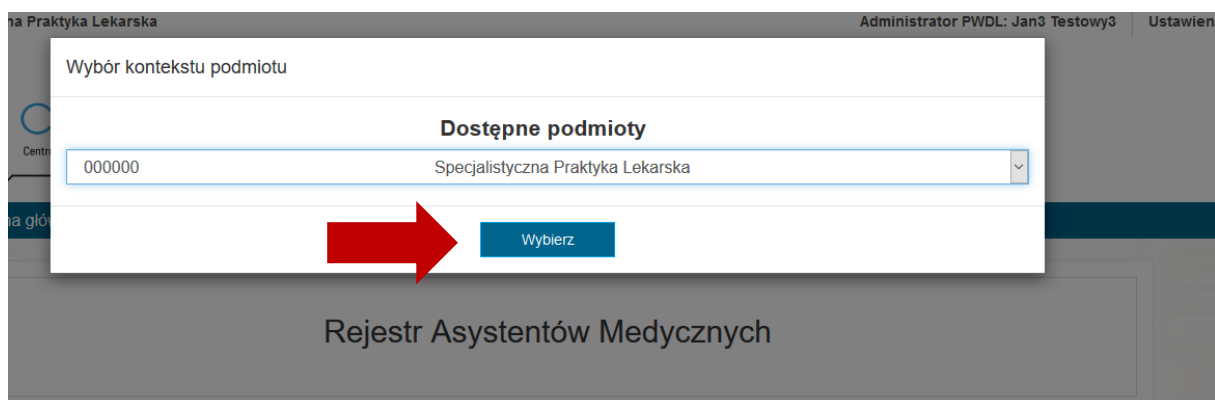 na Praktyka Lekarska Administrator PWDL: Jan3 Testowy3 Ustawien
Wybór kontekstu podmiotu
Dostępne podmioty
Centr
000000 Specjalistyczna Praktyka Lekarska
na głów
Wybierz
Rejestr Asystentów Medycznych